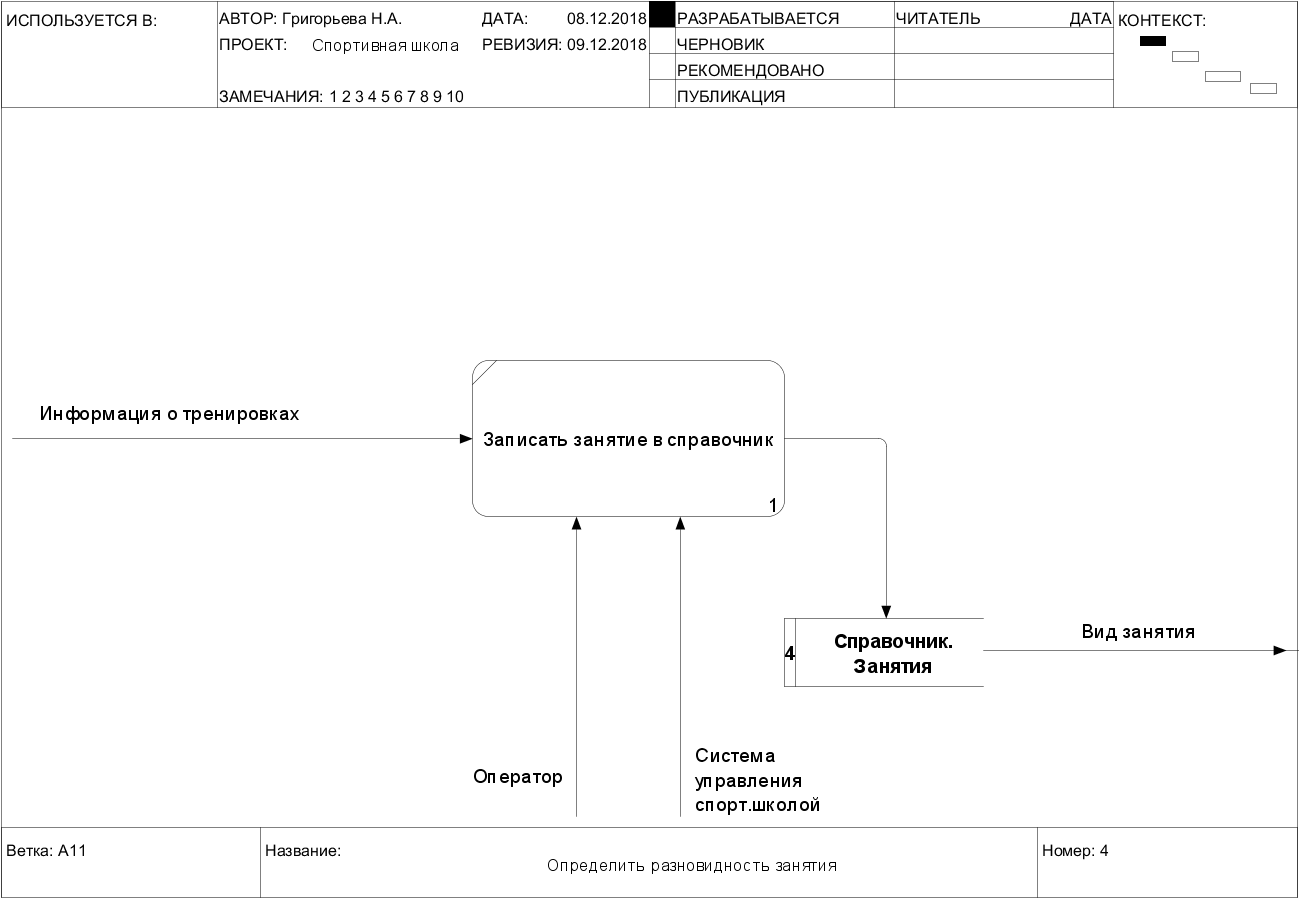 ИСПОЛЬЗУЕТСЯ В:
АВТОР: Григорьева Н.А.
ДАТА: 08.12.2018
ПРОЕКТ: Спортивная школа
РЕВИЗИЯ: 09.12.2018
ЗАМЕЧАНИЯ: 1 2 3 4 5 6 7 8 9 10
РАЗРАБАТЫВАЕТСЯ
ЧЕРНОВИК
РЕКОМЕНДОВАНО
ПУБЛИКАЦИЯ
ЧИТАТЕЛЬ
ДАТА
КОНТЕКСТ:
Информация о тренировках
Записать занятие в справочник
1
Справочник.
4
Занятия
Вид занятия
Оператор
Система
управления
спорт.школой
Ветка: A11
Название:
Определить разновидность занятия
Номер: 4